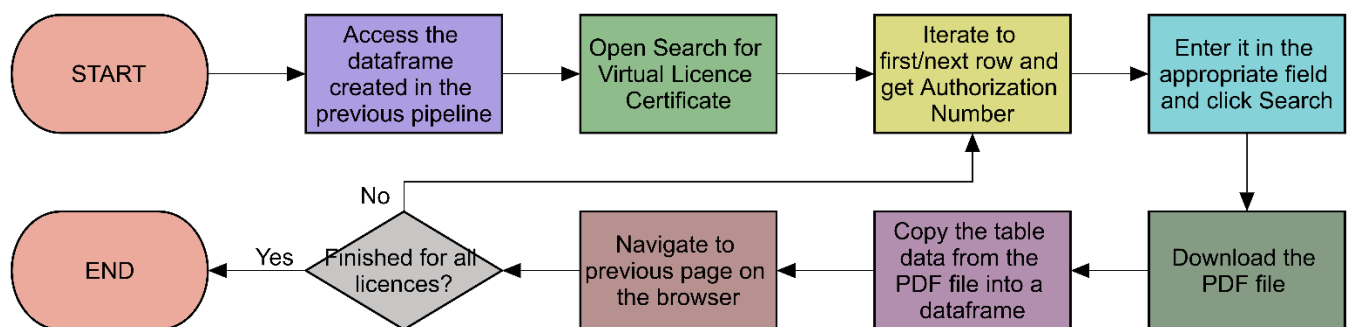 START
Access the
dataframe
created in the
previous pipeline
Open Search for
Virtual Licence
Certificate
Iterate to
first/next row and
get Authorization
Number
Enter it in the
appropriate field
and click Search
Download the
PDF file
Copy the table
data from the
PDF file into a
dataframe
Navigate to
previous page on
the browser
Finished for all
licences?
No
Yes
END